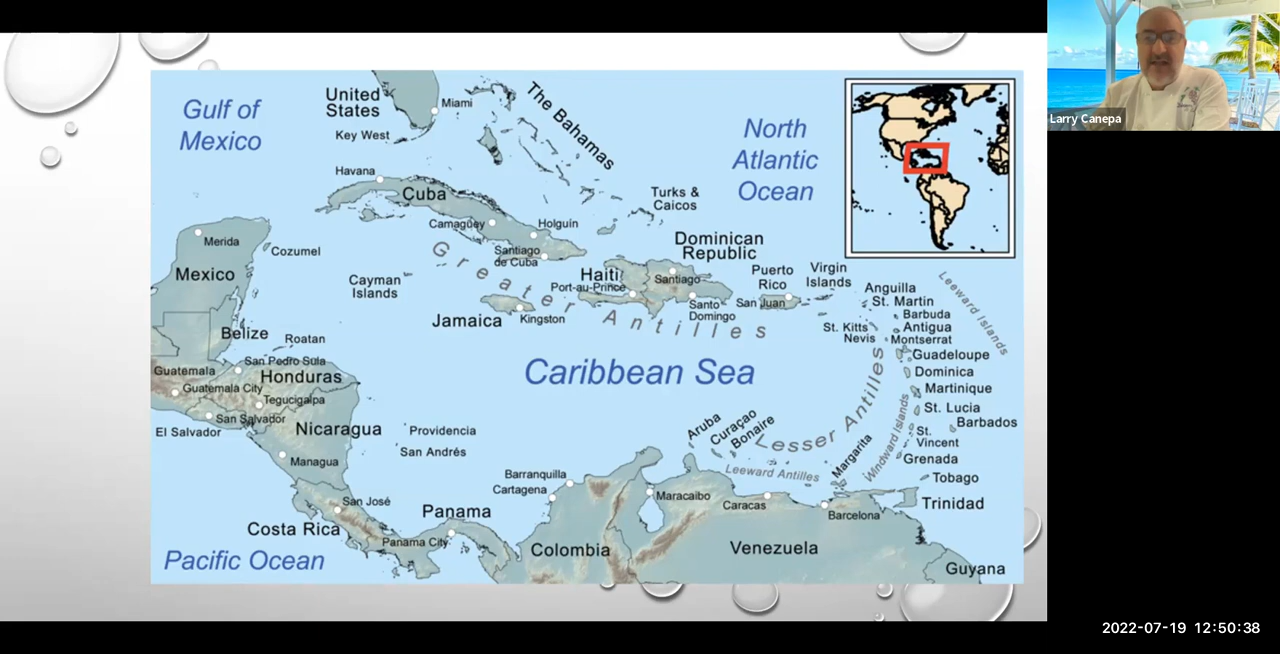 Gulf of
Mexico
United
States
Miami
Key West
The Bahamas
North
Atlantic
Ocean
Larry Canepa
Havana
Cuba
Turks &
Caicos
Camagüey
Holguín
Santiago
de Cuba
Merida
Cozumel
Mexico
Cayman
Islands
Greater Antilles
Haiti
Port-au-Prince
Dominican
Republic
Santiago
Santo
Domingo
Puerto
Rico
San Juan
Virgin
Islands
Jamaica
Kingston
Anguilla
St. Martin
Barbuda
Antigua
St. Kitts
Nevis
Montserrat
Leeward Islands
Guadeloupe
Dominica
Martinique
St. Lucia
Barbados
St.
Vincent
Grenada
Tobago
Trinidad
Belize
Roatan
San Pedro Sula
Guatemala
Honduras
Guatemala City
Tegucigalpa
San Salvador
El Salvador
Nicaragua
Managua
Caribbean Sea
Providencia
San Andrés
Aruba
Curaçao
Bonaire
Lesser Antilles
Leeward Antilles
Windward Islands
Margarita
Barranquilla
Cartagena
Maracaibo
Caracas
Barcelona
San José
Costa Rica
Panama
Panama City
Colombia
Venezuela
Guyana
Pacific Ocean
2022-07-19 12:50:38